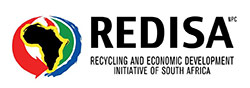 REDISA NPC
RECYCLING AND ECONOMIC DEVELOPMENT
INITIATIVE OF SOUTH AFRICA